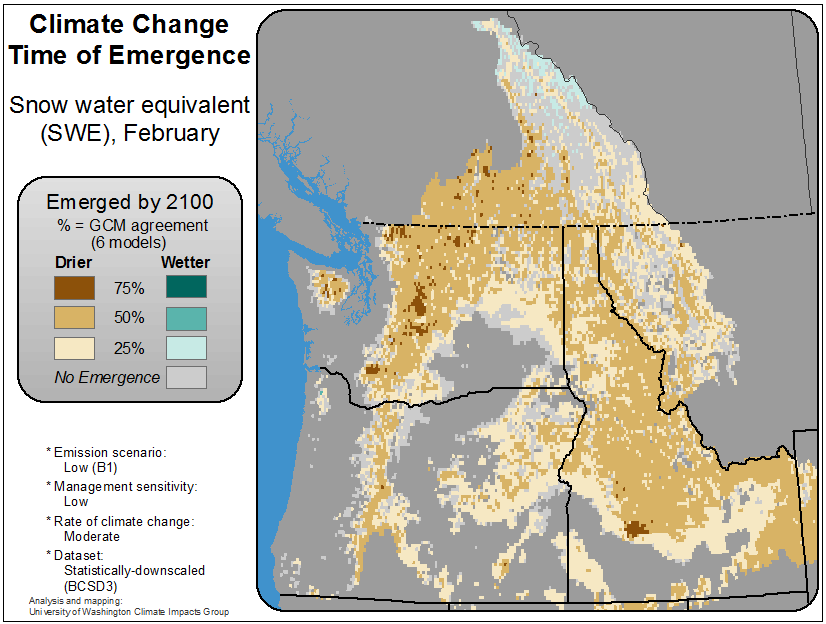 Climate Change
Time of Emergence
Snow water equivalent
(SWE), February
Emerged by 2100
% = GCM agreement
(6 models)
Drier Wetter
75%
50%
25%
No Emergence
* Emission scenario:
Low (B1)
* Management sensitivity:
Low
* Rate of climate change:
Moderate
* Dataset:
Statistically-downscaled
(BCSD3)
Analysis and mapping:
University of Washington Climate Impacts Group